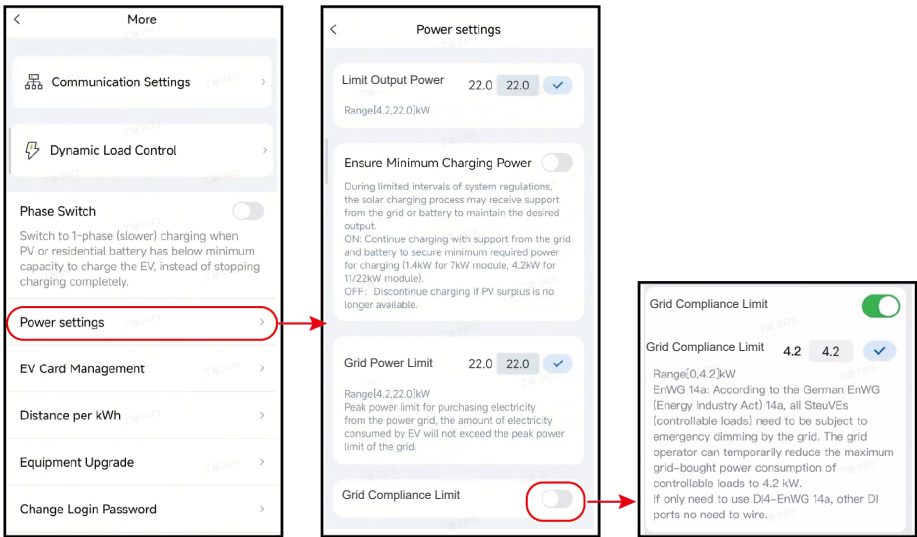 More
Communication Settings
Dynamic Load Control
Phase Switch
Switch to 1-phase (slower) charging when
PV or residential battery has below minimum
capacity to charge the EV, instead of stopping
charging completely.
Power settings
EV Card Management
Distance per kWh
Equipment Upgrade
Change Login Password
Power settings
Limit Output Power 22.0 22.0
Range[4.2,22.0]kW
Ensure Minimum Charging Power
During limited intervals of system regulations,
the solar charging process may receive support
from the grid or battery to maintain the desired
output.
ON: Continue charging with support from the grid
and battery to secure minimum required power
for charging (1.4kW for 7kW module, 4.2kW for
11/22kW module).
OFF: Discontinue charging if PV surplus is no
longer available.
Grid Power Limit 22.0 22.0
Range[4.2,22.0]kW
Peak power limit for purchasing electricity
from the power grid, the amount of electricity
consumed by EV will not exceed the peak power
limit of the grid.
Grid Compliance Limit
Grid Compliance Limit
Grid Compliance Limit 4.2 4.2
Range[0,4.2]kW
EnWG 14a: According to the German EnWG
(Energy Industry Act) 14a, all SteuVEs
(controllable loads) need to be subject to
emergency dimming by the grid. The grid
operator can temporarily reduce the maximum
grid-bought power consumption of
controllable loads to 4.2 kW.
If only need to use DI4-EnWG 14a, other DI
ports no need to wire.